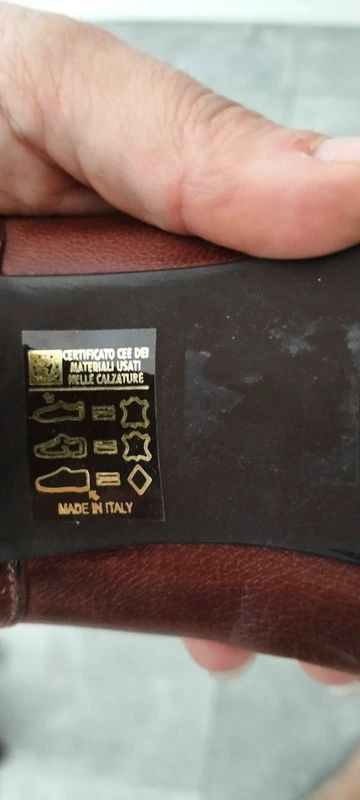 CERTIFICATO CEE DEI
MATERIALI USATI
NELLE CALZATURE
MADE IN ITALY